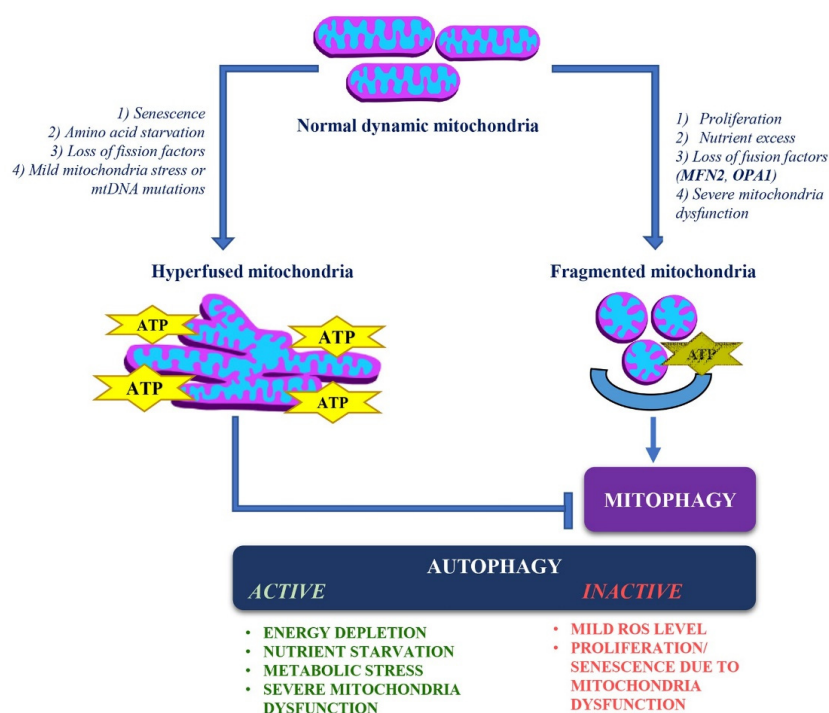 Normal dynamic mitochondria
1) Senescence
2) Amino acid starvation
3) Loss of fission factors
4) Mild mitochondria stress or
mtDNA mutations
1) Proliferation
2) Nutrient excess
3) Loss of fusion factors
(MFN2, OPA1)
4) Severe mitochondria
dysfunction
Hyperfused mitochondria
Fragmented mitochondria
ATP
ATP
ATP
ATP
ATP
MITOPHAGY
AUTOPHAGY
ACTIVE
INACTIVE
• ENERGY DEPLETION
• NUTRIENT STARVATION
• METABOLIC STRESS
• SEVERE MITOCHONDRIA
DYSFUNCTION
• MILD ROS LEVEL
• PROLIFERATION/
SENESCENCE DUE TO
MITOCHONDRIA
DYSFUNCTION